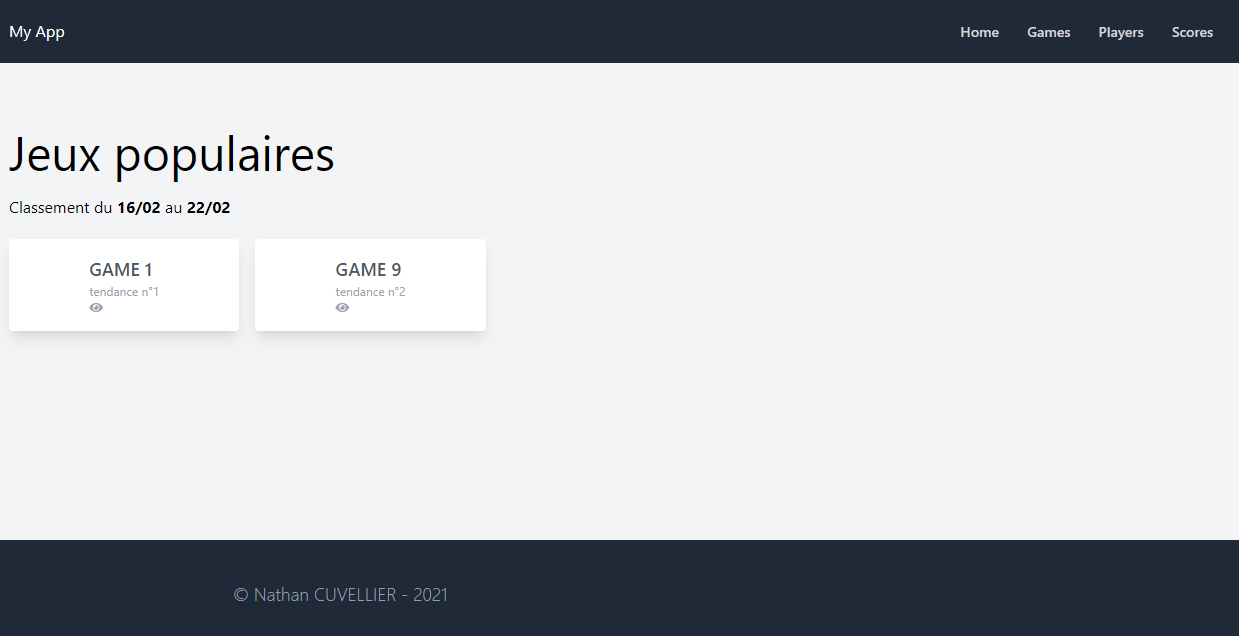 My App
Home Games Players Scores
Jeux populaires
Classement du 16/02 au 22/02
GAME 1
tendance n°1
GAME 9
tendance n°2
© Nathan CUVELLIER - 2021